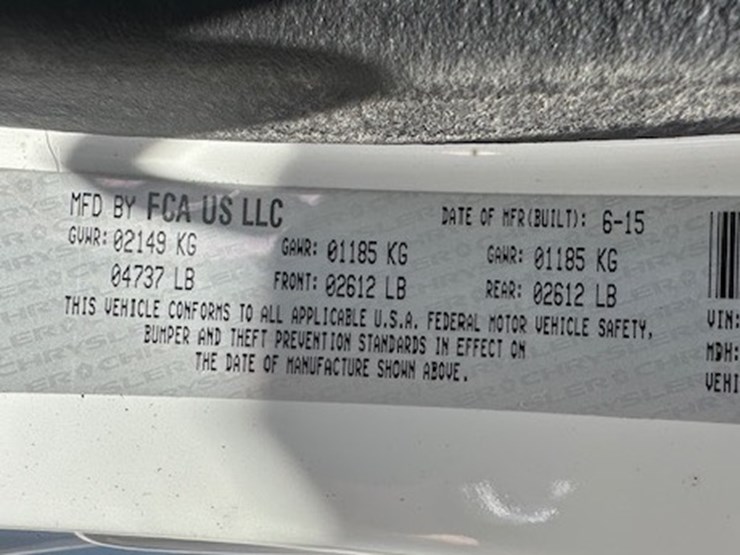 MFD BY FCA US LLC DATE OF MFR(BUILT): 6-15
GVWR: 02149 KG GAWR: 01185 KG GAWR: 01185 KG
04737 LB FRONT: 02612 LB REAR: 02612 LB
THIS VEHICLE CONFORMS TO ALL APPLICABLE U.S.A. FEDERAL MOTOR VEHICLE SAFETY,
BUMPER AND THEFT PREVENTION STANDARDS IN EFFECT ON
THE DATE OF MANUFACTURE SHOWN ABOVE.
VIN:
MDH:
VEHI